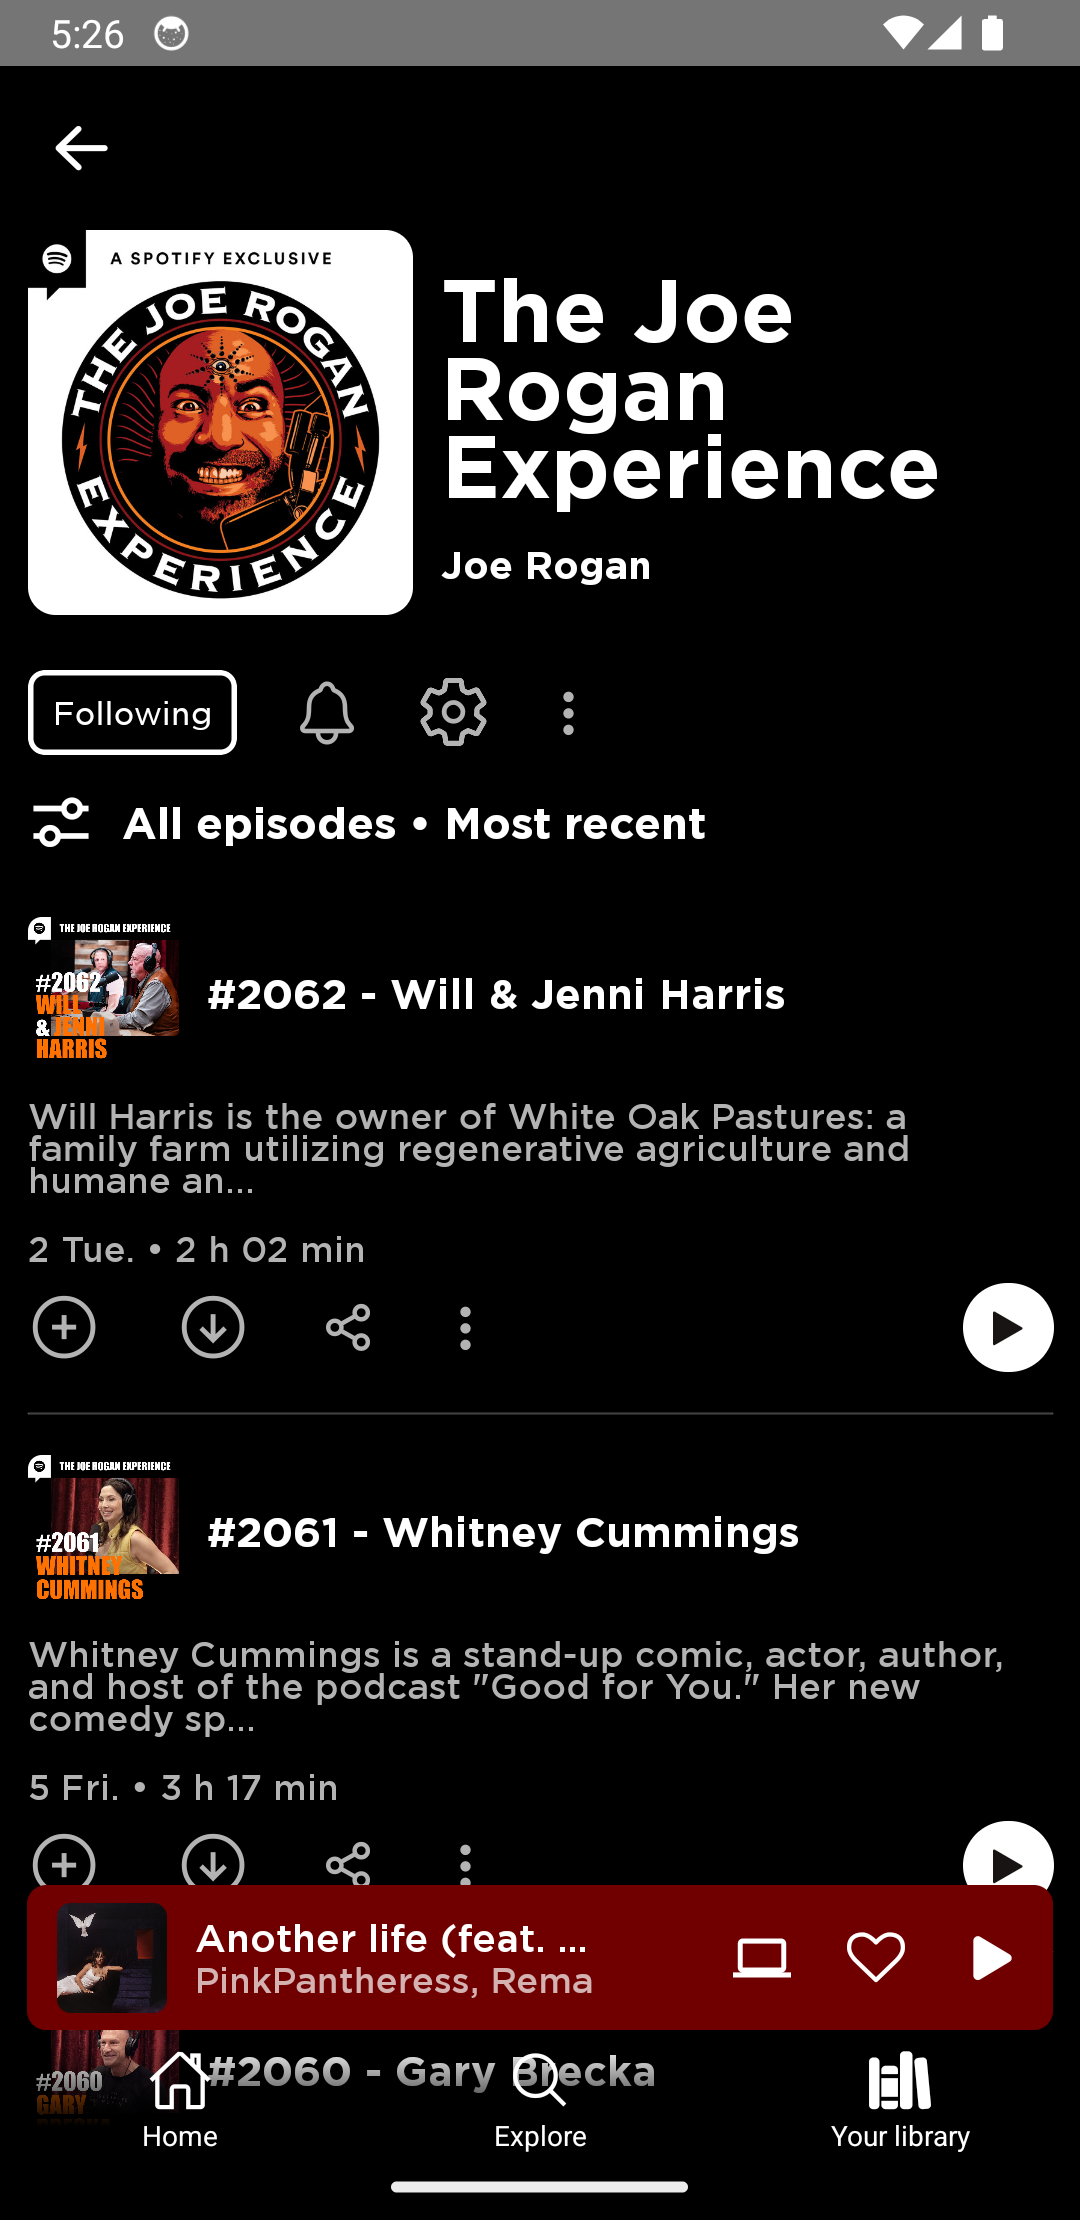 5:26
A SPOTIFY EXCLUSIVE
THE JOE ROGAN
EXPERIENCE
The Joe
Rogan
Experience
Joe Rogan
Following
All episodes • Most recent
THE JOE ROGAN EXPERIENCE
#2062
WILL
& JENNI
HARRIS
#2062 - Will & Jenni Harris
Will Harris is the owner of White Oak Pastures: a
family farm utilizing regenerative agriculture and
humane an...
2 Tue. • 2 h 02 min
THE JOE ROGAN EXPERIENCE
#2061
WHITNEY
CUMMINGS
#2061 - Whitney Cummings
Whitney Cummings is a stand-up comic, actor, author,
and host of the podcast "Good for You." Her new
comedy sp...
5 Fri. • 3 h 17 min
Another life (feat. ...
PinkPantheress, Rema
#2060
GARY
BRECKA
#2060 - Gary Brecka
Home
Explore
Your library